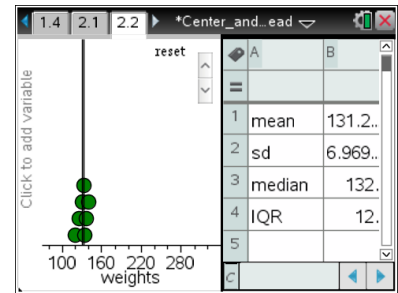 1.4 2.1 2.2 *Center_and...ead
reset
Click to add variable
100 160 220 280
weights
A B
=
1 mean 131.2..
2 sd 6.969..
3 median 132.
4 IQR 12.
5
C